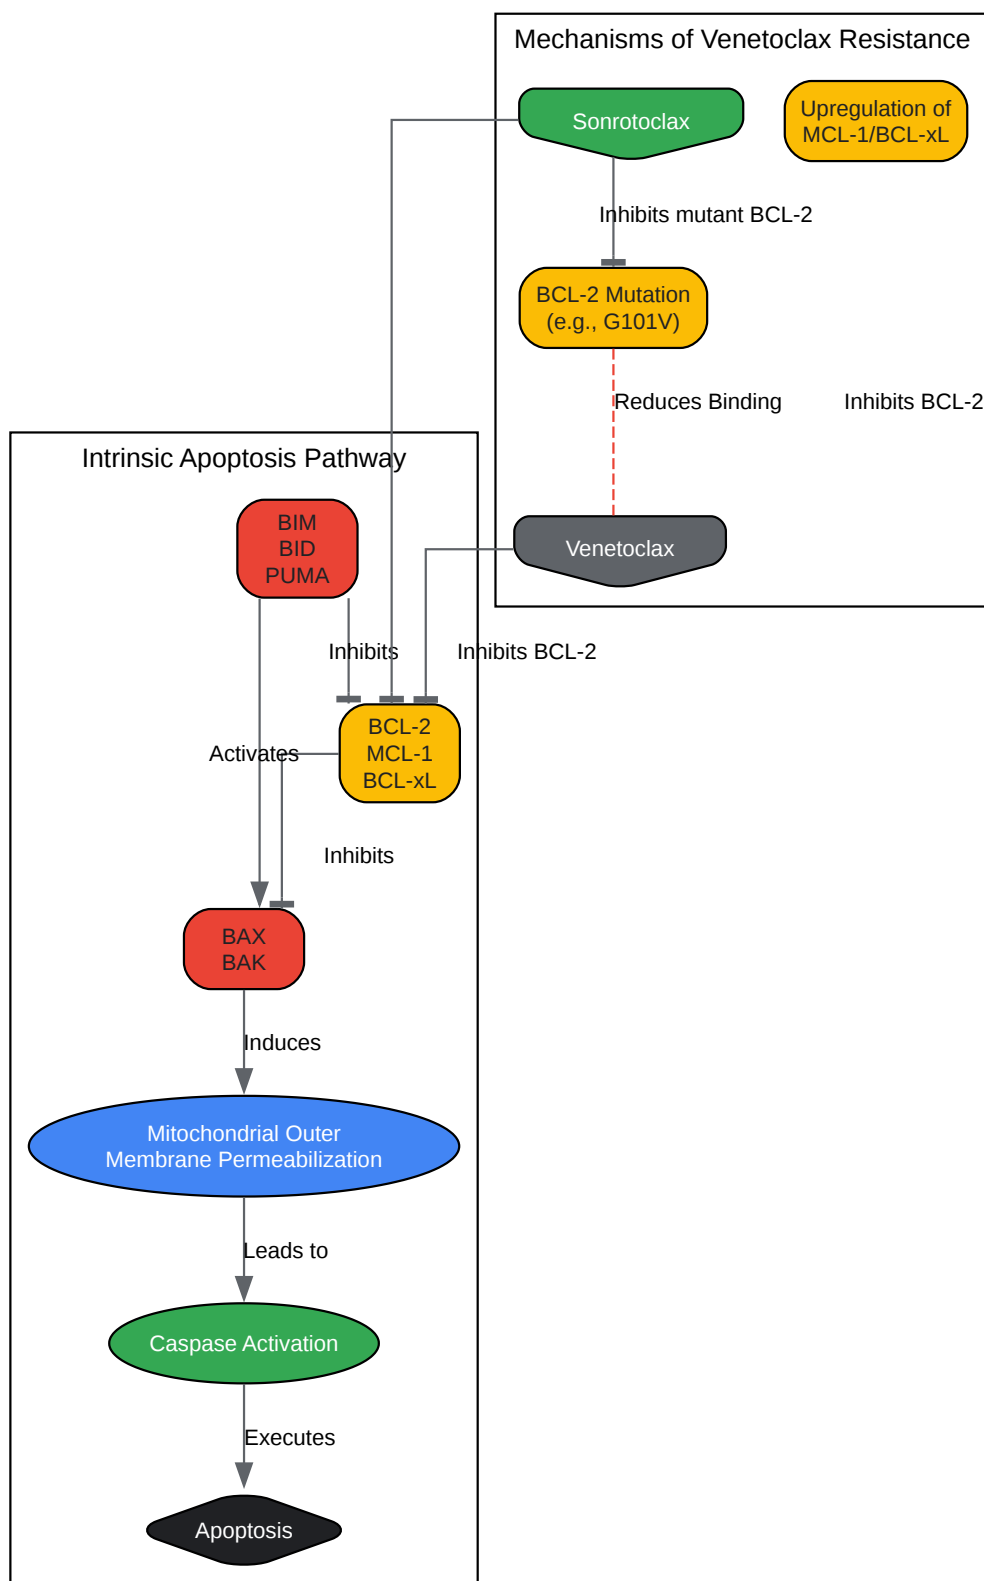 Mechanisms of Venetoclax Resistance
Sonrotoclax
Upregulation of
MCL-1/BCL-xL
Inhibits mutant BCL-2
BCL-2 Mutation
(e.g., G101V)
Reduces Binding
Inhibits BCL-2
Venetoclax
Intrinsic Apoptosis Pathway
BIM
BID
PUMA
Inhibits
Inhibits BCL-2
BCL-2
MCL-1
BCL-xL
Activates
Inhibits
BAX
BAK
Induces
Mitochondrial Outer
Membrane Permeabilization
Leads to
Caspase Activation
Executes
Apoptosis